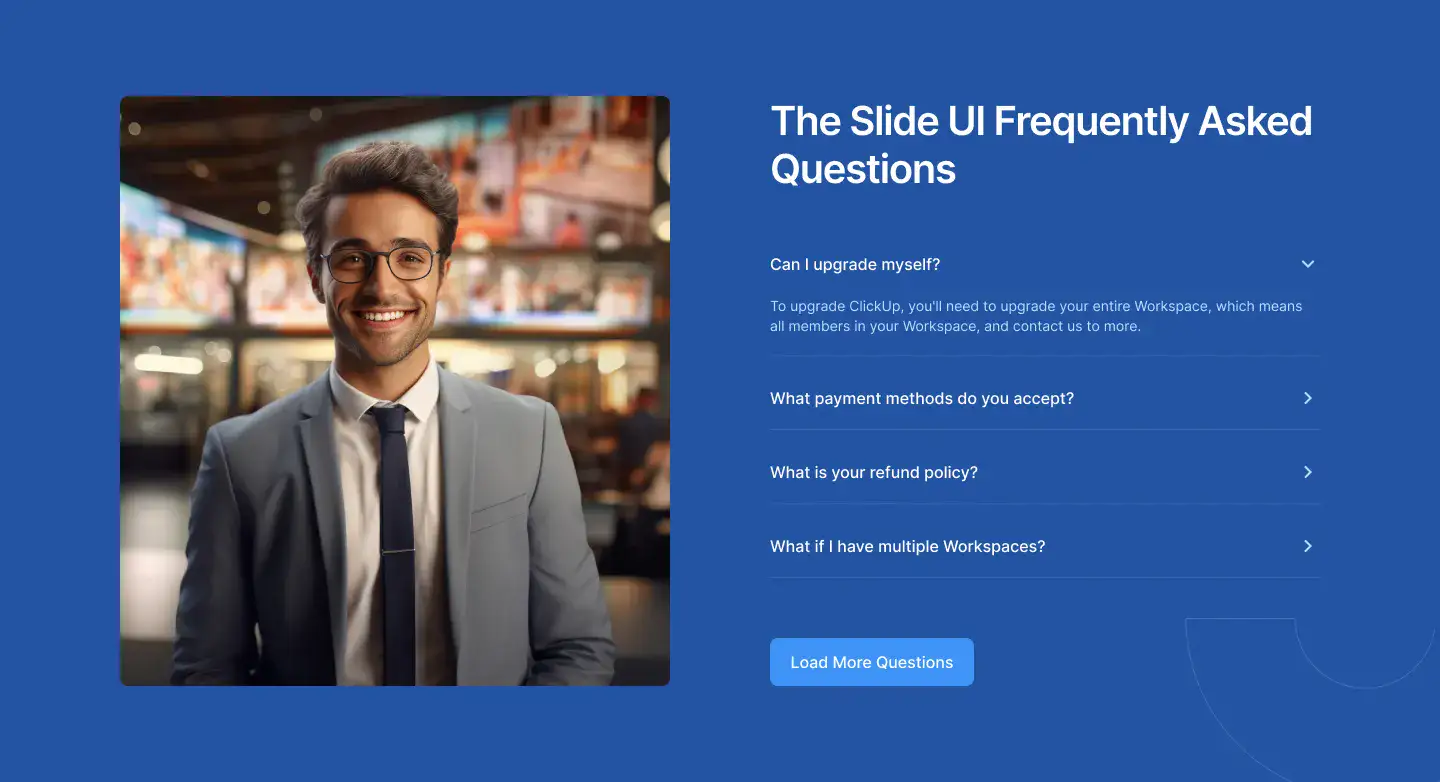 The Slide UI Frequently Asked
Questions
Can I upgrade myself?
To upgrade ClickUp, you'll need to upgrade your entire Workspace, which means
all members in your Workspace, and contact us to more.
What payment methods do you accept?
What is your refund policy?
What if I have multiple Workspaces?
Load More Questions